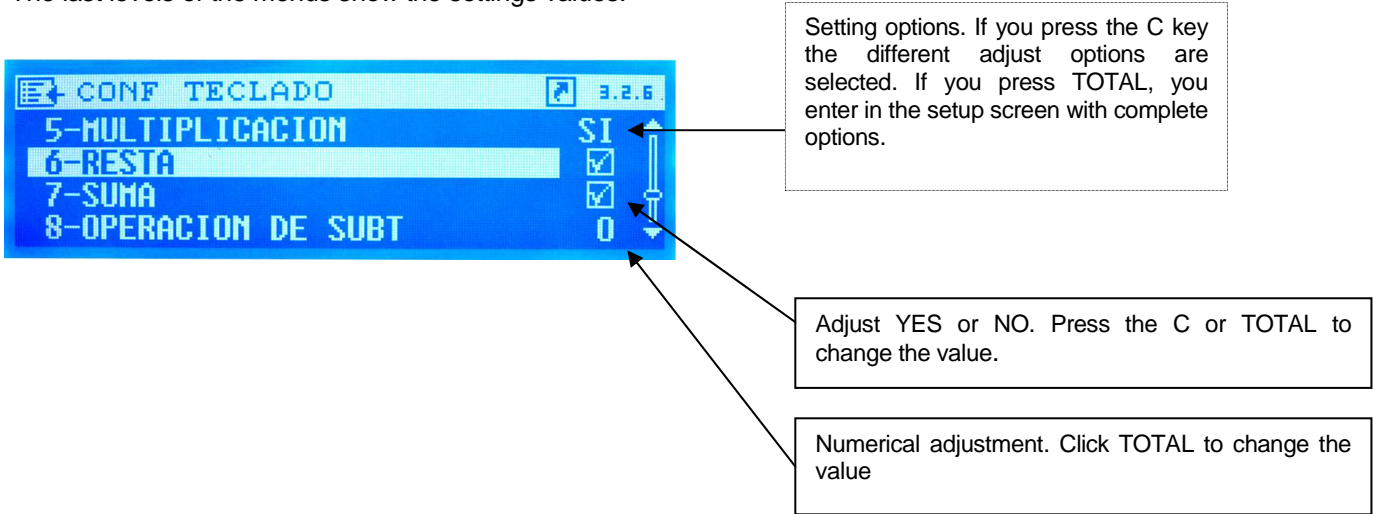 The last levels of the menus show the settings values.
Setting options. If you press the C key
the different adjust options are
selected. If you press TOTAL, you
enter in the setup screen with complete
options.
CONF TECLADO 3.2.6
5-MULTIPLICACION SI
6-RESTA
7-SUMA
8-OPERACION DE SUBT 0
Adjust YES or NO. Press the C or TOTAL to
change the value.
Numerical adjustment. Click TOTAL to change the
value